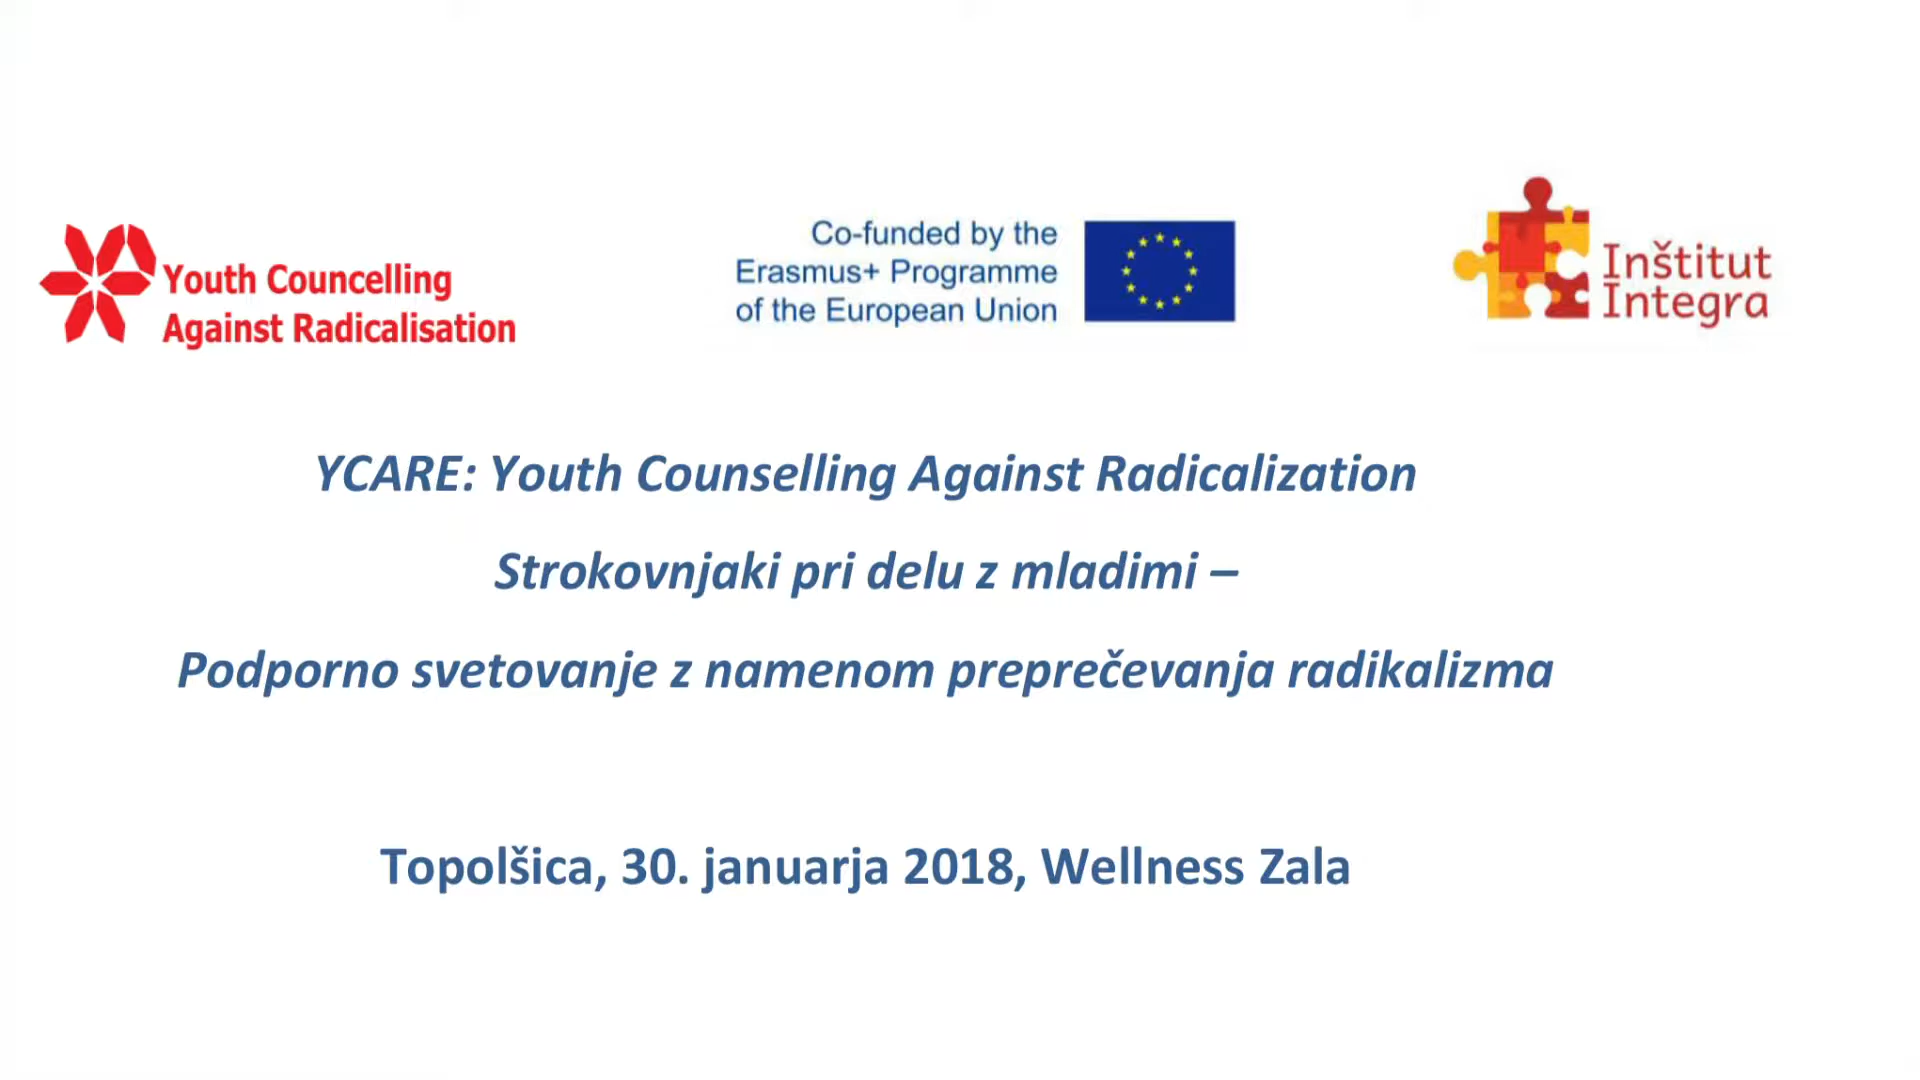 Youth Councelling
Against Radicalisation
Co-funded by the
Erasmus+ Programme
of the European Union
Inštitut
Integra
YCARE: Youth Counselling Against Radicalization
Strokovnjaki pri delu z mladimi –
Podporno svetovanje z namenom preprečevanja radikalizma
Topolšica, 30. januarja 2018, Wellness Zala